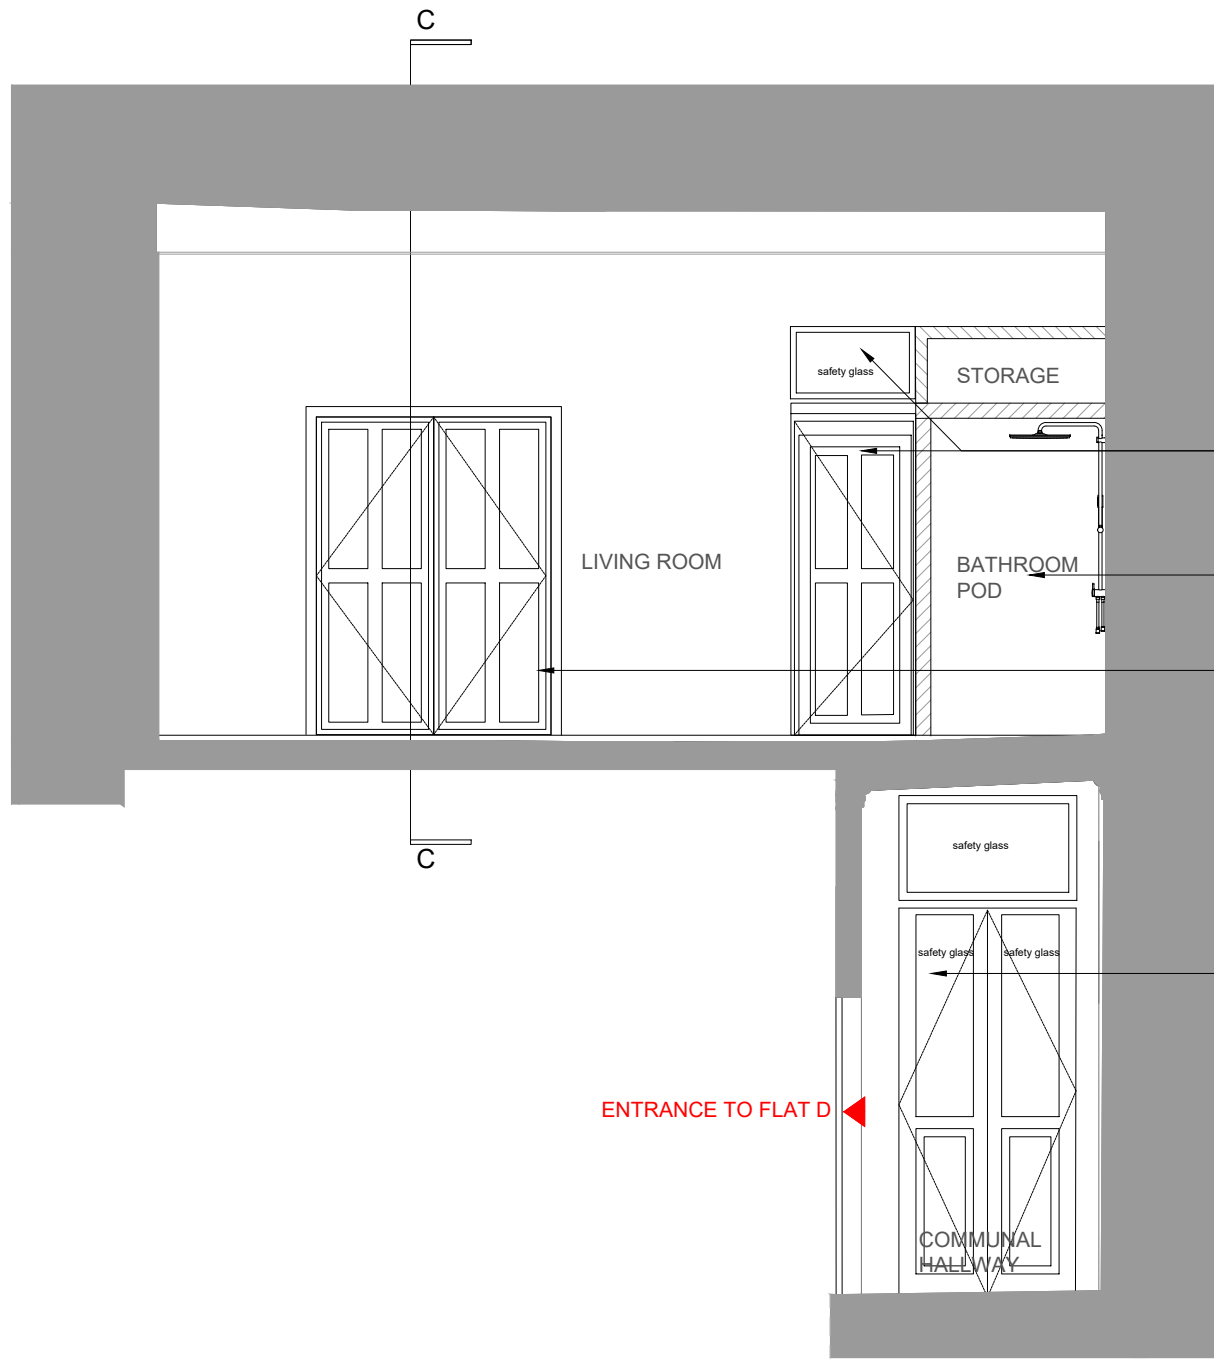 C
safety glass
STORAGE
LIVING ROOM
BATHROOM
POD
C
safety glass
safety glass
safety glass
ENTRANCE TO FLAT D
COMMUNAL
HALLWAY